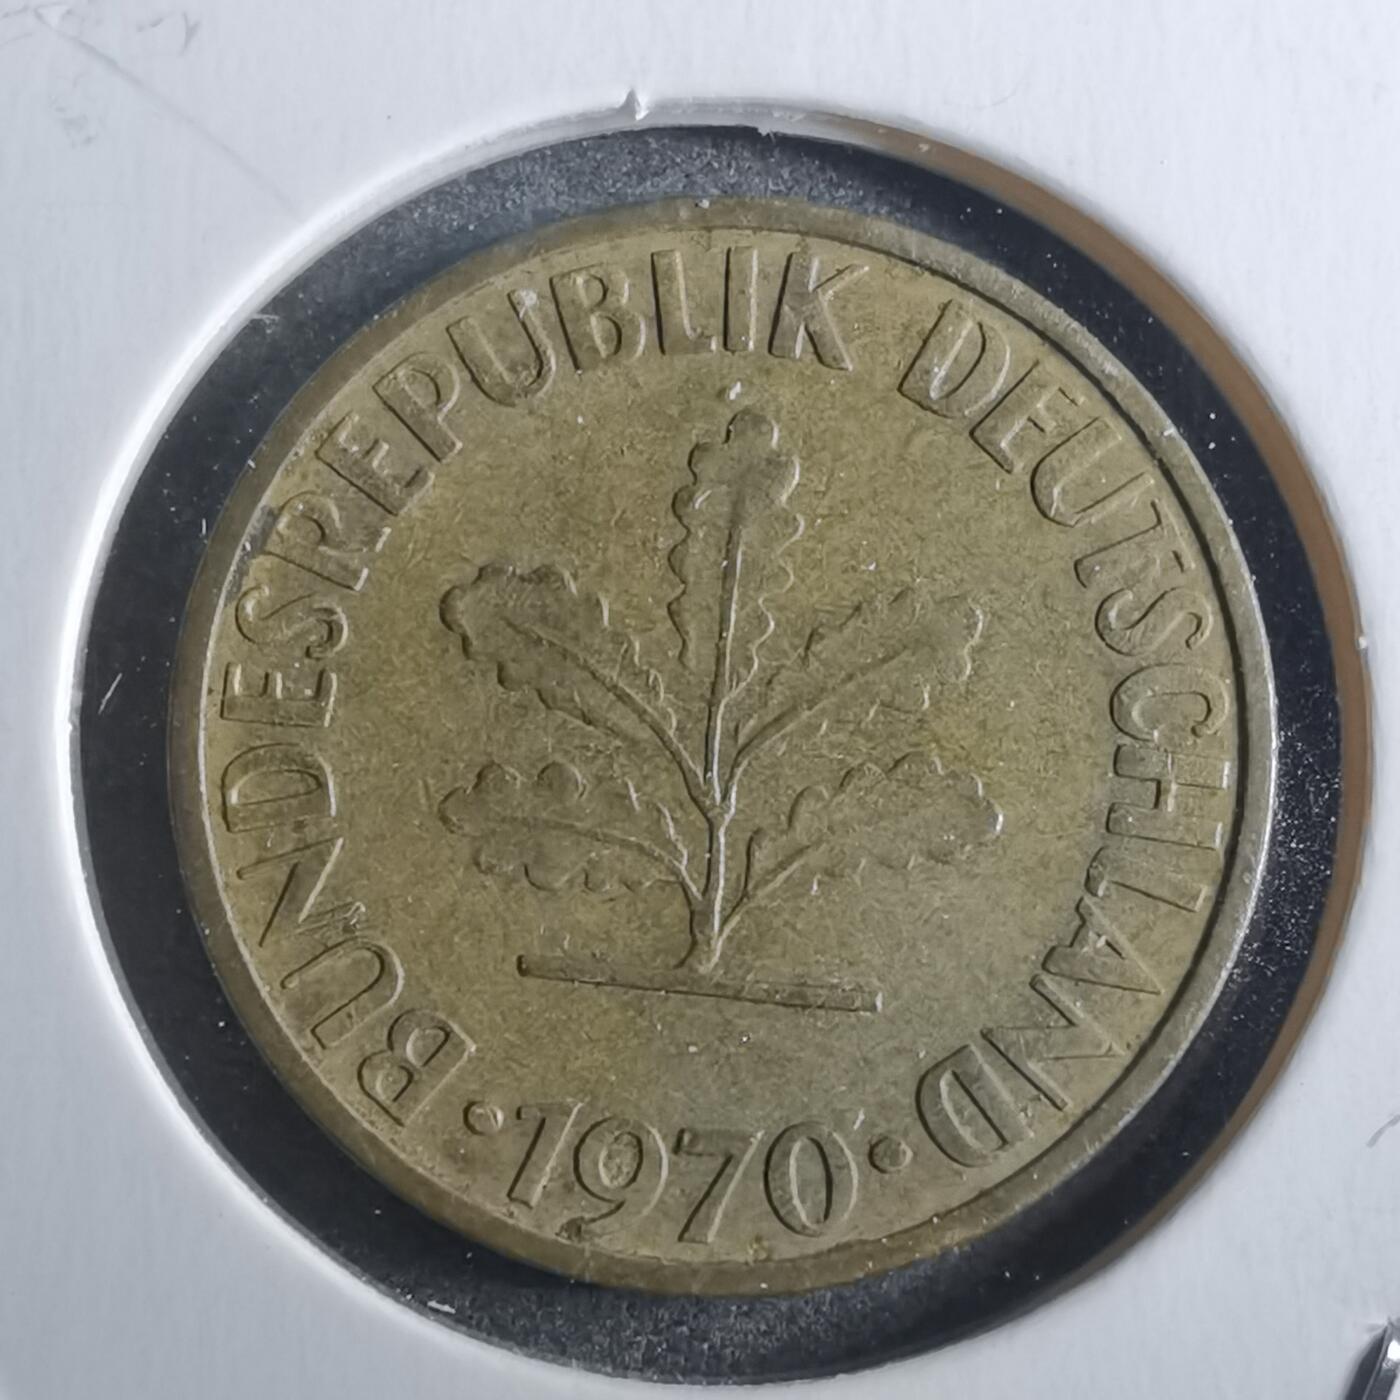 BUNDESREPUBLIK DEUTSCHLAND
• 1970 •